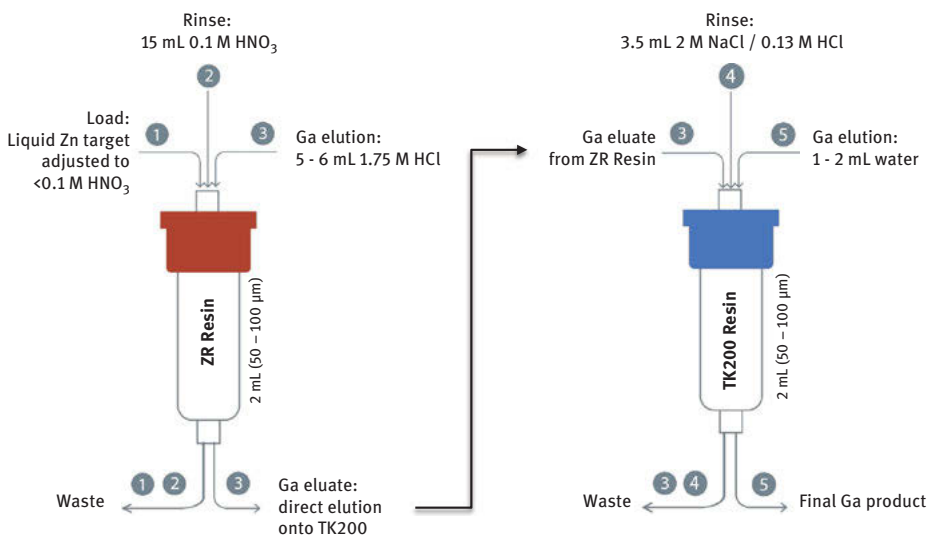 Rinse:
15 mL 0.1 M HNO₃
2
Load:
Liquid Zn target
adjusted to
<0.1 M HNO₃
1
3
Ga elution:
5 - 6 mL 1.75 M HCl
ZR Resin
2 mL (50 – 100 µm)
Waste
1 2
3
Ga eluate:
direct elution
onto TK200
Rinse:
3.5 mL 2 M NaCl / 0.13 M HCl
4
Ga eluate
from ZR Resin
3
5
Ga elution:
1 - 2 mL water
TK200 Resin
2 mL (50 – 100 µm)
Waste
3 4
5
Final Ga product